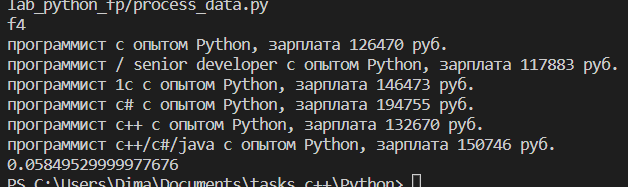 lab_python_fp/process_data.py
f4
программист с опытом Python, зарплата 126470 руб.
программист / senior developer с опытом Python, зарплата 117883 руб.
программист 1с с опытом Python, зарплата 146473 руб.
программист c# с опытом Python, зарплата 194755 руб.
программист c++ с опытом Python, зарплата 132670 руб.
программист c++/c#/java с опытом Python, зарплата 150746 руб.
0.05849529999977676
PS C:\Users\Dima\Documents\tasks_c++\Python>